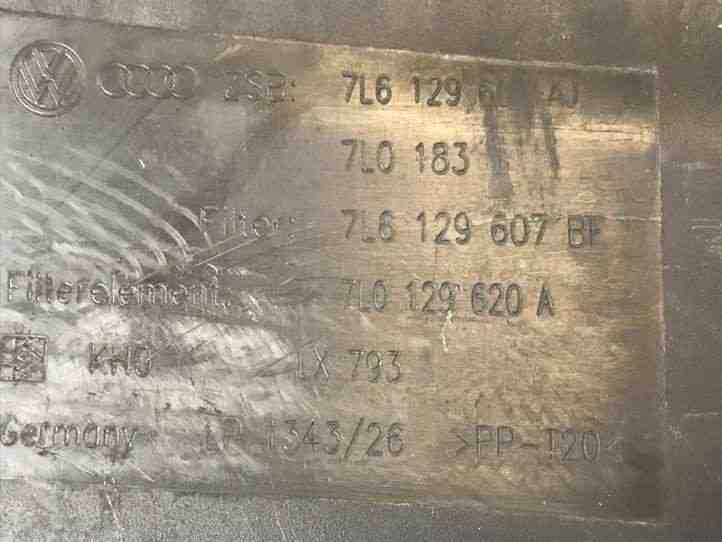 ZSB: 7L6 129 AJ
7L0 183
Filter: 7L6 129 607 BF
Filterelement: 7L0 129 620 A
LX 793
Germany LP 1343/26 >PP-T20<